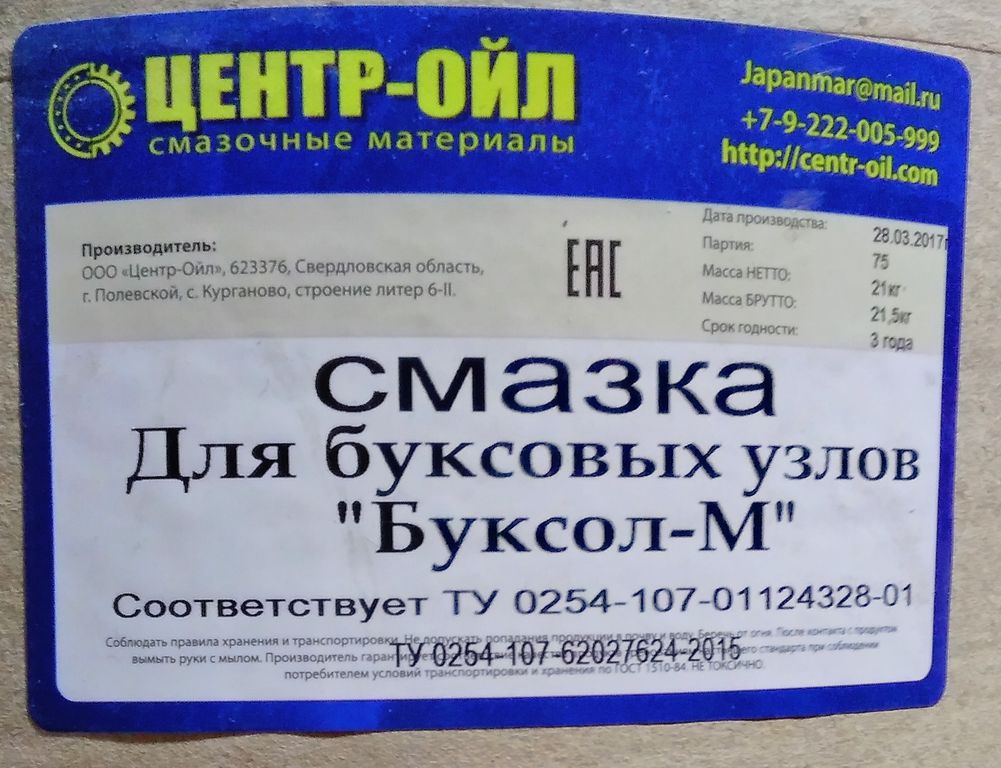 ЦЕНТР-ОЙЛ
смазочные материалы
Japanmar@mail.ru
+7-9-222-005-999
http://centr-oil.com
Производитель:
ООО «Центр-Ойл», 623376, Свердловская область,
г. Полевской, с. Курганово, строение литер 6-II.
EAC
Дата производства: 28.03.2017г
Партия: 75
Масса НЕТТО: 21кг
Масса БРУТТО: 21,5кг
Срок годности: 3 года
смазка
Для буксовых узлов
"Буксол-М"
Соответствует ТУ 0254-107-01124328-01
Соблюдать правила хранения и транспортировки. Не допускать попадания продукции в почву и воду. Беречь от огня. После контакта с продуктом
вымыть руки с мылом. Производитель стандарта при соблюдении
ТУ 0254-107-62027624-2015
потребителем условий транспортировки и хранения по ГОСТ 1510-84. НЕ ТОКСИЧНО.